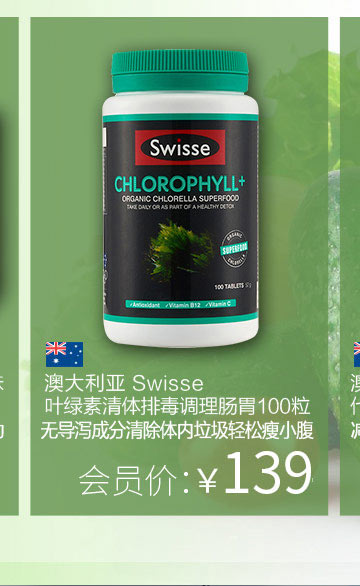 Swisse
CHLOROPHYLL+
ORGANIC CHLORELLA SUPERFOOD
TAKE DAILY OR AS PART OF A HEALTHY DETOX
ORGANIC
SUPERFOOD
CHLORELLA
100 TABLETS
✓Antioxidant ✓Vitamin B12 ✓Vitamin C
澳大利亚 Swisse
叶绿素清体排毒调理肠胃100粒
无导泻成分清除体内垃圾轻松瘦小腹
会员价:¥139